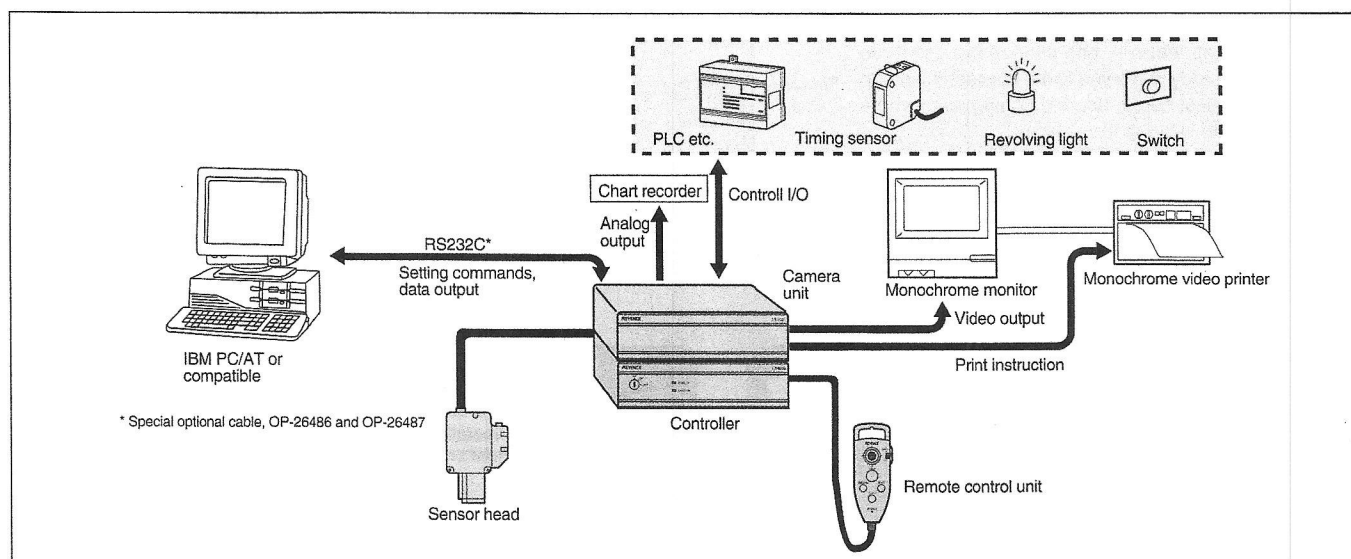 PLC etc.
Timing sensor
Revolving light
Switch
Chart recorder
Controll I/O
Analog
output
RS232C*
Setting commands,
data output
Camera
unit
Monochrome monitor
Monochrome video printer
Video output
Print instruction
IBM PC/AT or
compatible
KEYENCE
KEYENCE
* Special optional cable, OP-26486 and OP-26487
Controller
Sensor head
Remote control unit